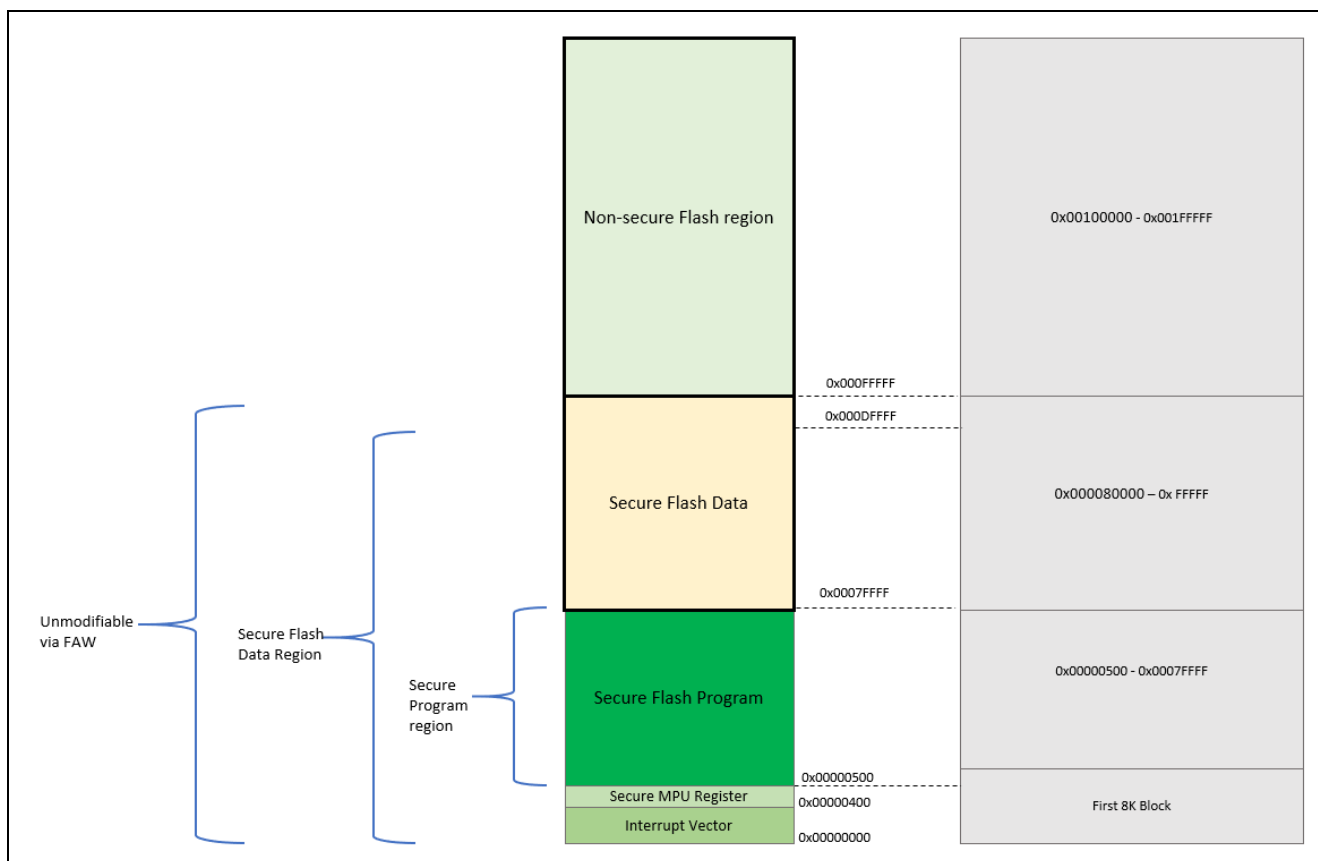 Non-secure Flash region
0x00100000 - 0x001FFFFF
0x000FFFFF
0x000DFFFF
Secure Flash Data
0x000080000 – 0x FFFFF
0x0007FFFF
Unmodifiable
via FAW
Secure Flash
Data Region
Secure
Program
region
Secure Flash Program
0x00000500 - 0x0007FFFF
0x00000500
Secure MPU Register
0x00000400
First 8K Block
Interrupt Vector
0x00000000